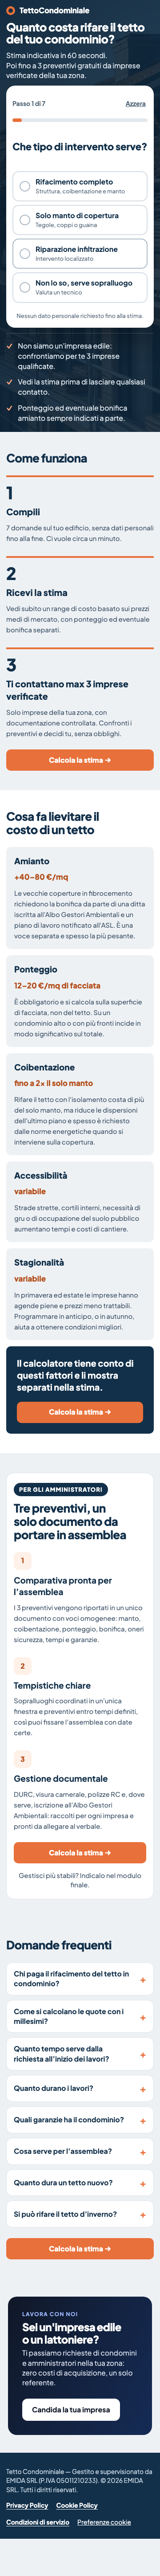 TettoCondominiale
Quanto costa rifare il tetto
del tuo condominio?
Stima indicativa in 60 secondi.
Poi fino a 3 preventivi gratuiti da imprese
verificate della tua zona.
Passo 1 di 7
Azzera
Che tipo di intervento serve?
Rifacimento completo
Struttura, coibentazione e manto
Solo manto di copertura
Tegole, coppi o guaina
Riparazione infiltrazione
Intervento localizzato
Non lo so, serve sopralluogo
Valuta un tecnico
Nessun dato personale richiesto fino alla stima.
Non siamo un'impresa edile:
confrontiamo per te 3 imprese
qualificate.
Vedi la stima prima di lasciare qualsiasi
contatto.
Ponteggio ed eventuale bonifica
amianto sempre indicati a parte.
Come funziona
1
Compili
7 domande sul tuo edificio, senza dati personali
fino alla fine. Ci vuole circa un minuto.
2
Ricevi la stima
Vedi subito un range di costo basato sui prezzi
medi di mercato, con ponteggio ed eventuale
bonifica separati.
3
Ti contattano max 3 imprese
verificate
Solo imprese della tua zona, con
documentazione controllata. Confronti i
preventivi e decidi tu, senza obblighi.
Calcola la stima →
Cosa fa lievitare il
costo di un tetto
Amianto
+40–80 €/mq
Le vecchie coperture in fibrocemento
richiedono la bonifica da parte di una ditta
iscritta all'Albo Gestori Ambientali e un
piano di lavoro notificato all'ASL. È una
voce separata e spesso la più pesante.
Ponteggio
12–20 €/mq di facciata
È obbligatorio e si calcola sulla superficie
di facciata, non del tetto. Su un
condominio alto o con più fronti incide in
modo significativo sul totale.
Coibentazione
fino a 2× il solo manto
Rifare il tetto con l'isolamento costa di più
del solo manto, ma riduce le dispersioni
dell'ultimo piano e spesso è richiesto
dalle norme energetiche quando si
interviene sulla copertura.
Accessibilità
variabile
Strade strette, cortili interni, necessità di
gru o di occupazione del suolo pubblico
aumentano tempi e costi di cantiere.
Stagionalità
variabile
In primavera ed estate le imprese hanno
agende piene e prezzi meno trattabili.
Programmare in anticipo, o in autunno,
aiuta a ottenere condizioni migliori.
Il calcolatore tiene conto di
questi fattori e li mostra
separati nella stima.
Calcola la stima →
PER GLI AMMINISTRATORI
Tre preventivi, un
solo documento da
portare in assemblea
1
Comparativa pronta per
l'assemblea
I 3 preventivi vengono riportati in un unico
documento con voci omogenee: manto,
coibentazione, ponteggio, bonifica, oneri
sicurezza, tempi e garanzie.
2
Tempistiche chiare
Sopralluoghi coordinati in un'unica
finestra e preventivi entro tempi definiti,
così puoi fissare l'assemblea con date
certe.
3
Gestione documentale
DURC, visura camerale, polizze RC e, dove
serve, iscrizione all'Albo Gestori
Ambientali: raccolti per ogni impresa e
pronti da allegare al verbale.
Calcola la stima →
Gestisci più stabili? Indicalo nel modulo
finale.
Domande frequenti
Chi paga il rifacimento del tetto in
condominio?
+
Come si calcolano le quote con i
millesimi?
+
Quanto tempo serve dalla
richiesta all'inizio dei lavori?
+
Quanto durano i lavori?
+
Quali garanzie ha il condominio?
+
Cosa serve per l'assemblea?
+
Quanto dura un tetto nuovo?
+
Si può rifare il tetto d'inverno?
+
Calcola la stima →
LAVORA CON NOI
Sei un'impresa edile
o un lattoniere?
Ti passiamo richieste di condomini
e amministratori nella tua zona:
zero costi di acquisizione, un solo
referente.
Candida la tua impresa
Tetto Condominiale — Gestito e supervisionato da
EMIDA SRL (P.IVA 05011210233). © 2026 EMIDA
SRL. Tutti i diritti riservati.
Privacy Policy Cookie Policy
Condizioni di servizio Preferenze cookie